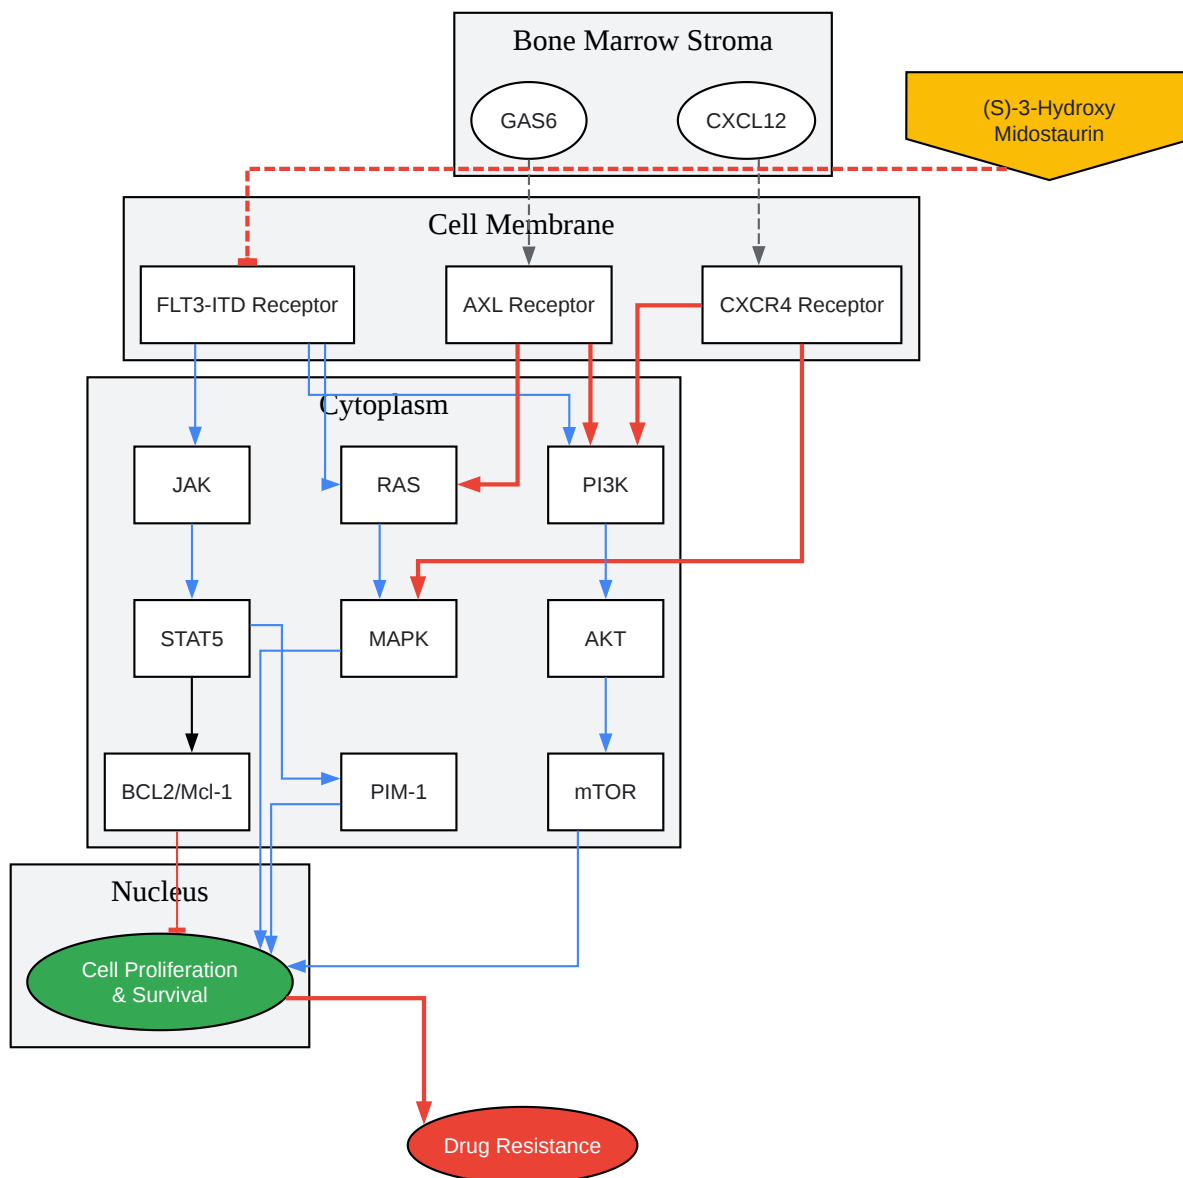 Bone Marrow Stroma
GAS6
CXCL12
(S)-3-Hydroxy
Midostaurin
Cell Membrane
FLT3-ITD Receptor
AXL Receptor
CXCR4 Receptor
Cytoplasm
JAK
RAS
PI3K
STAT5
MAPK
AKT
BCL2/Mcl-1
PIM-1
mTOR
Nucleus
Cell Proliferation
& Survival
Drug Resistance